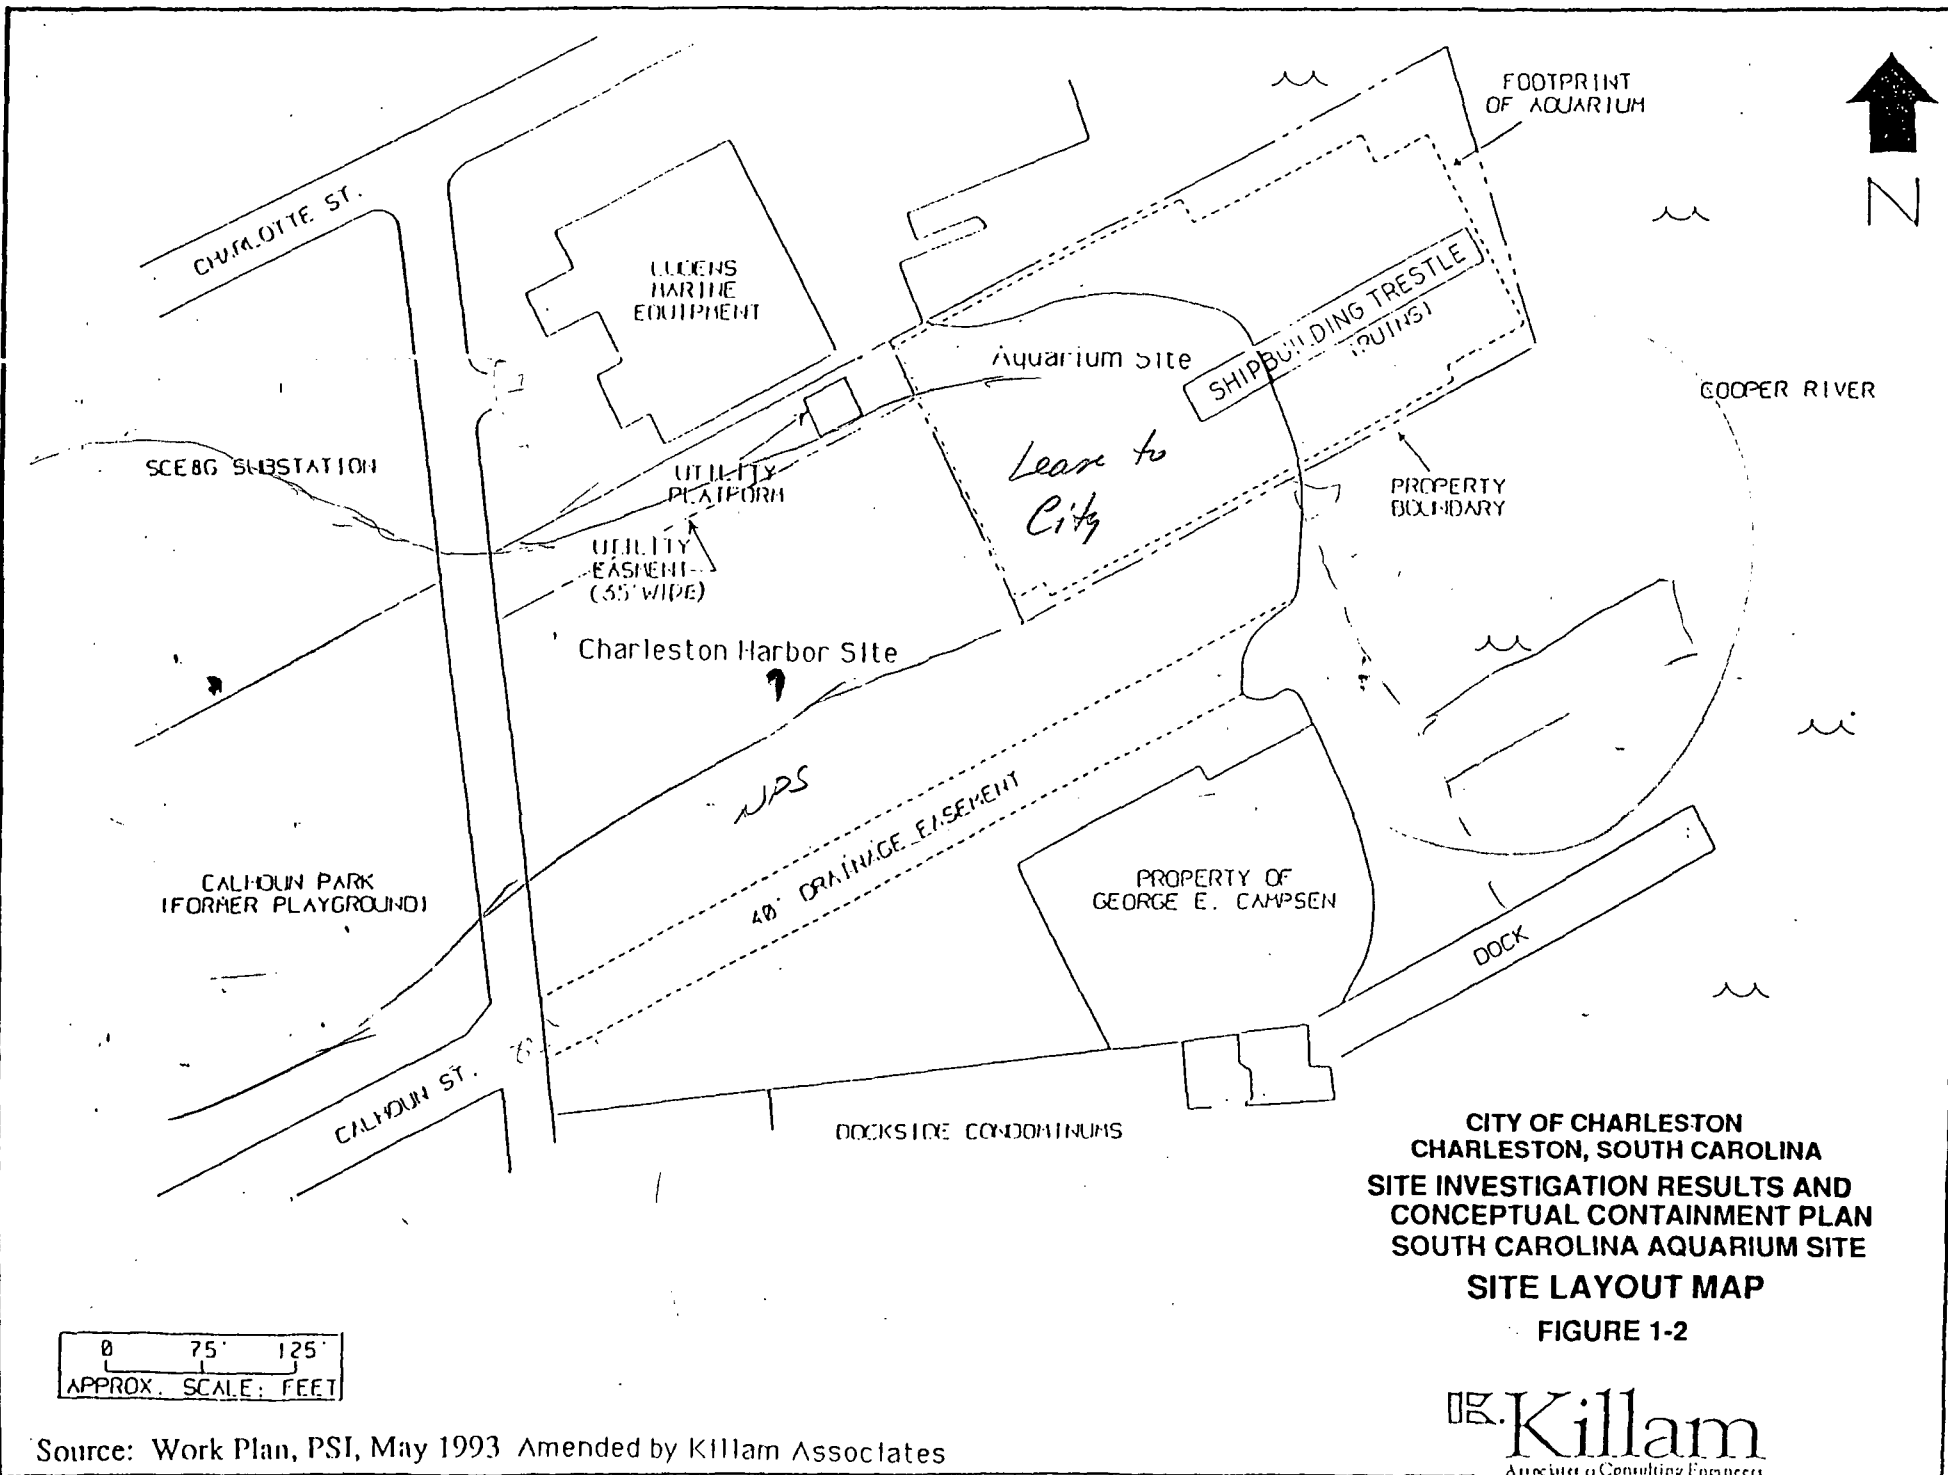 FOOTPRINT
OF AQUARIUM
N
CHARLOTTE ST.
LUDENS
MARINE
EQUIPMENT
Aquarium Site
SHIPBUILDING TRESTLE
(RUINS)
COOPER RIVER
SCE&G SUBSTATION
UTILITY
PLATFORM
Lease to
City
PROPERTY
BOUNDARY
UTILITY
EASMENT
(35' WIDE)
Charleston Harbor Site
NPS
40' DRAINAGE EASEMENT
CALHOUN PARK
(FORMER PLAYGROUND)
PROPERTY OF
GEORGE E. CAMPSEN
DOCK
CALHOUN ST.
DOCKSIDE CONDOMINUMS
CITY OF CHARLESTON
CHARLESTON, SOUTH CAROLINA
SITE INVESTIGATION RESULTS AND
CONCEPTUAL CONTAINMENT PLAN
SOUTH CAROLINA AQUARIUM SITE
SITE LAYOUT MAP
FIGURE 1-2
0 75' 125'
APPROX. SCALE: FEET
Killam
Source: Work Plan, PSI, May 1993 Amended by Killam Associates